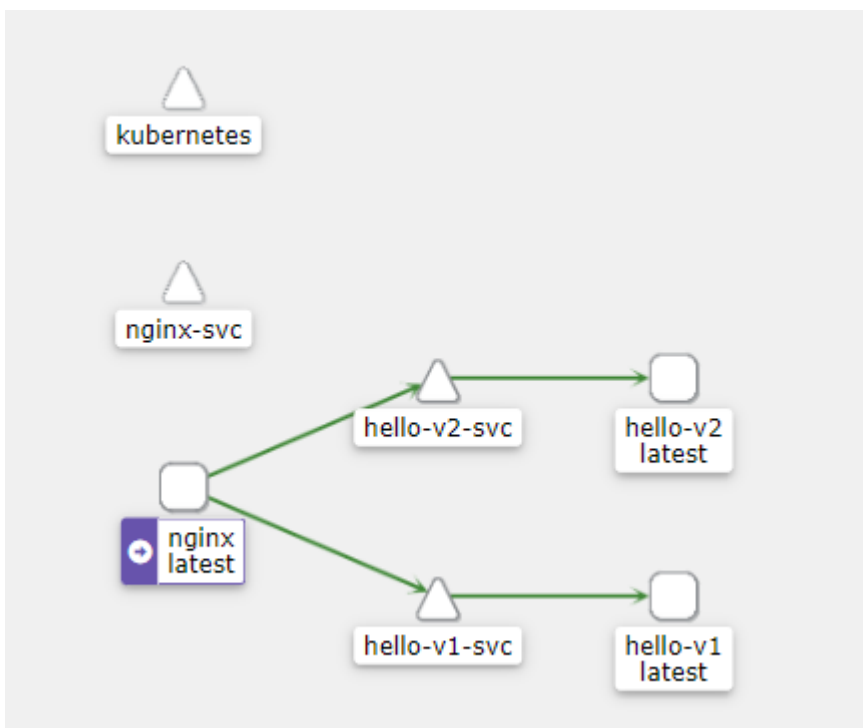 kubernetes
nginx-svc
hello-v2-svc
hello-v2
latest
nginx
latest
hello-v1-svc
hello-v1
latest